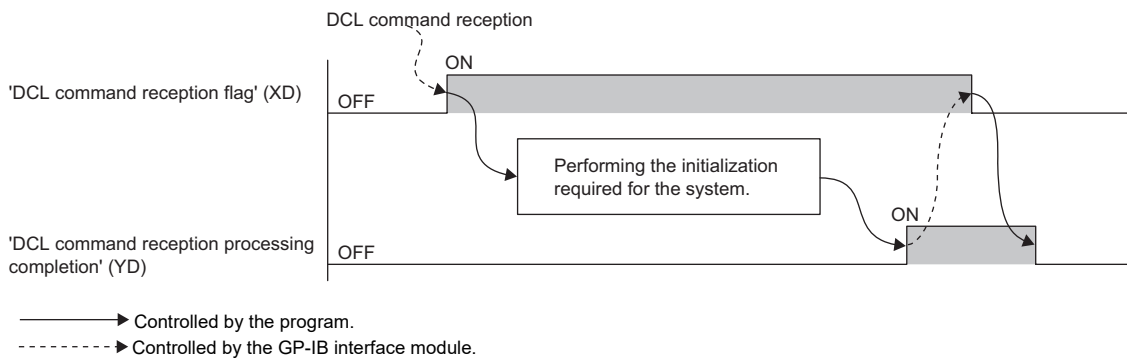 DCL command reception
ON
'DCL command reception flag' (XD)
OFF
Performing the initialization
required for the system.
ON
'DCL command reception processing
completion' (YD)
OFF
Controlled by the program.
Controlled by the GP-IB interface module.